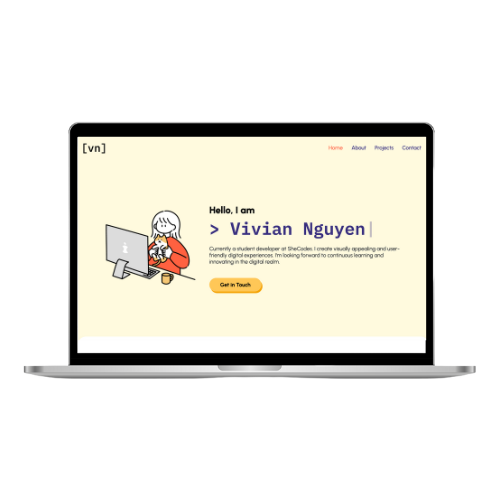 [vn]
Home About Projects Contact
Hello, I am
> Vivian Nguyen
Currently a student developer at SheCodes. I create visually appealing and user-
friendly digital experiences. I'm looking forward to continuous learning and
innovating in the digital realm.
Get in Touch